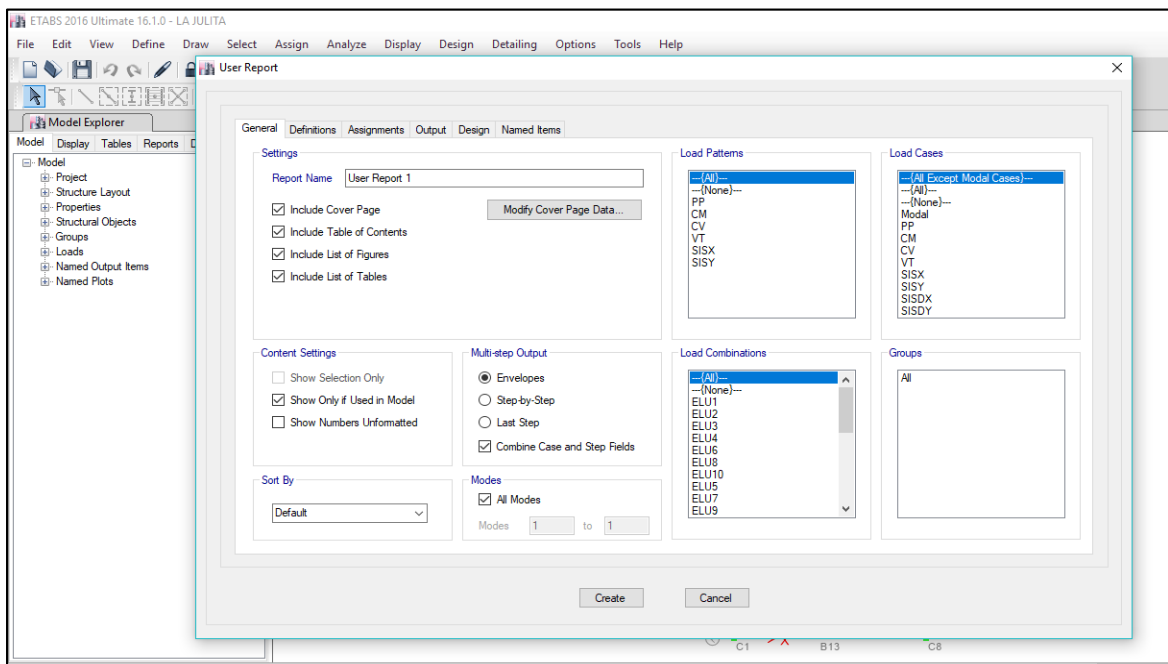 ETABS 2016 Ultimate 16.1.0 - LA JULITA
File Edit View Define Draw Select Assign Analyze Display Design Detailing Options Tools Help
User Report
Model Explorer
Model Display Tables Reports
Model
Project
Structure Layout
Properties
Structural Objects
Groups
Loads
Named Output Items
Named Plots
General Definitions Assignments Output Design Named Items
Settings
Report Name User Report 1
Include Cover Page Modify Cover Page Data...
Include Table of Contents
Include List of Figures
Include List of Tables
Load Patterns
---{All}---
---{None}---
PP
CM
CV
VT
SISX
SISY
Load Cases
---{All Except Modal Cases}---
---{All}---
---{None}---
Modal
PP
CM
CV
VT
SISX
SISY
SISDX
SISDY
Content Settings
Show Selection Only
Show Only if Used in Model
Show Numbers Unformatted
Multi-step Output
Envelopes
Step-by-Step
Last Step
Combine Case and Step Fields
Load Combinations
---{All}---
---{None}---
ELU1
ELU2
ELU3
ELU4
ELU6
ELU8
ELU10
ELU5
ELU7
ELU9
Groups
All
Sort By
Default
Modes
All Modes
Modes 1 to 1
Create Cancel
C1 X B13 C8